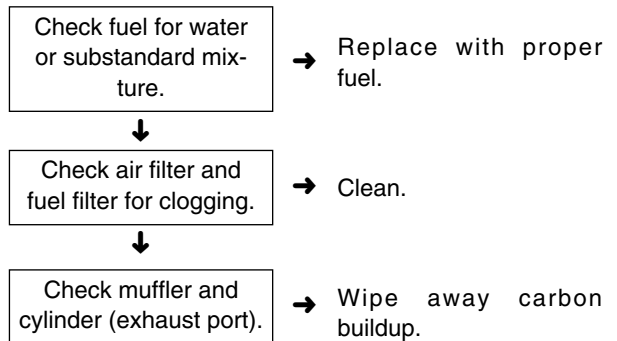 Check fuel for water
or substandard mix-
ture.
Replace with proper
fuel.
Check air filter and
fuel filter for clogging.
Clean.
Check muffler and
cylinder (exhaust port).
Wipe away carbon
buildup.